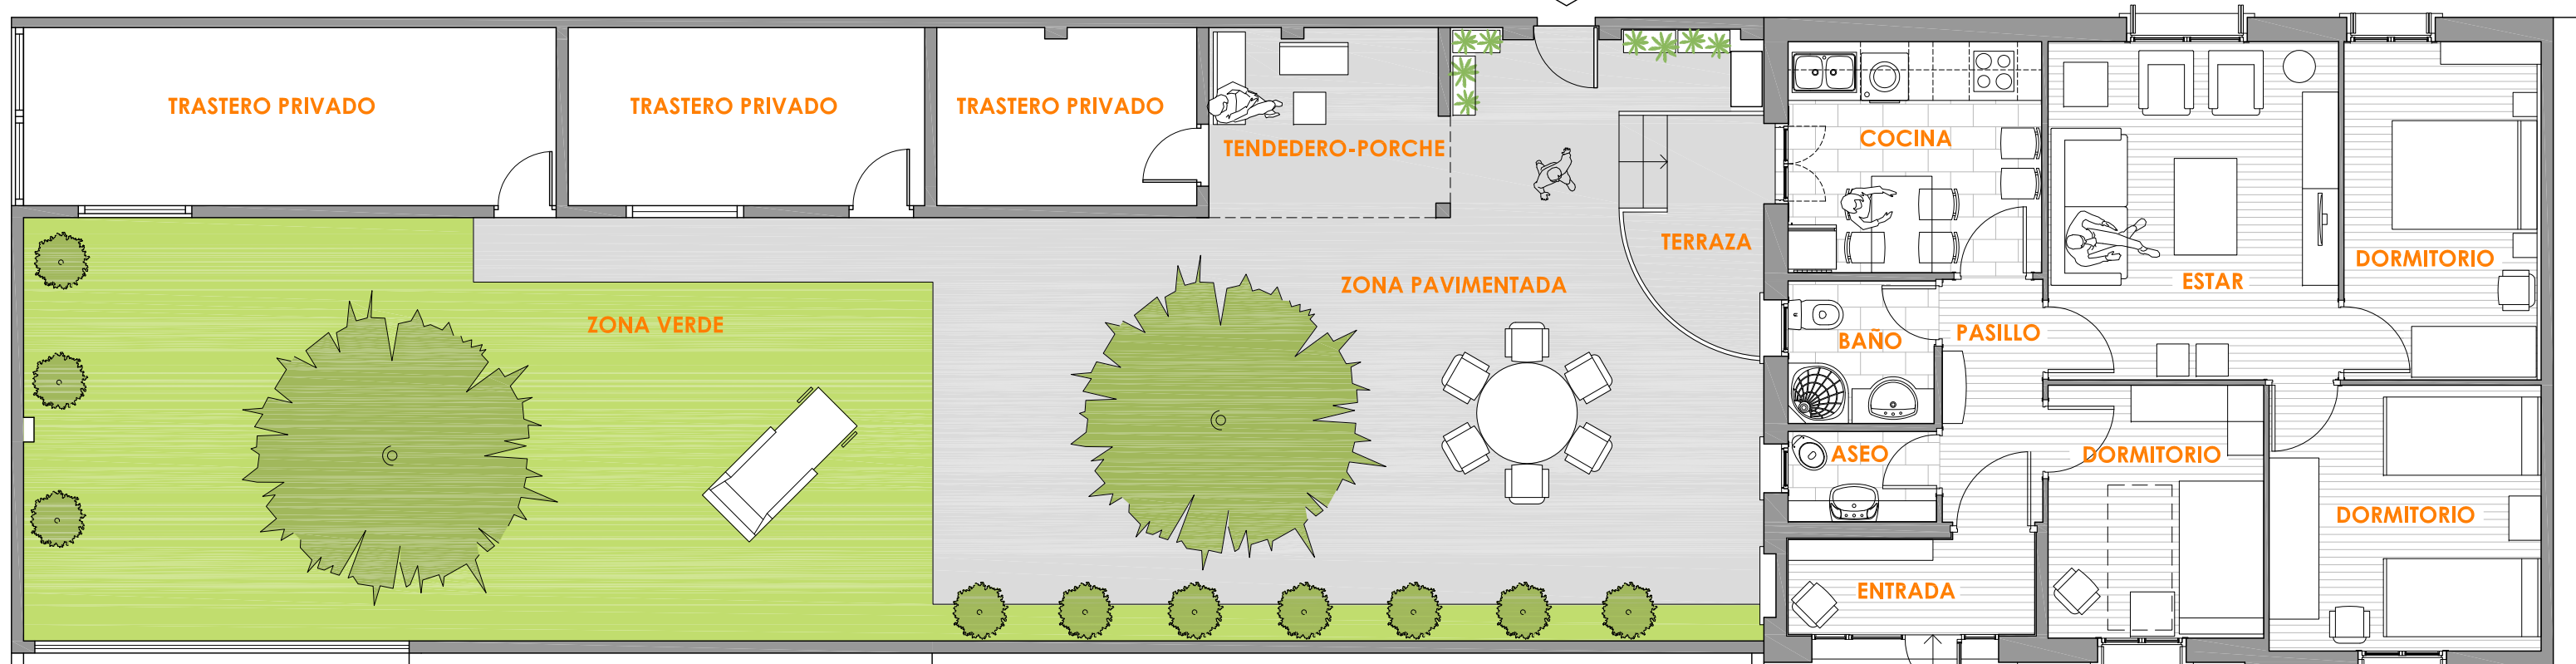 TRASTERO PRIVADO
TRASTERO PRIVADO
TRASTERO PRIVADO
TENDEDERO-PORCHE
COCINA
TERRAZA
DORMITORIO
ESTAR
ZONA PAVIMENTADA
ZONA VERDE
PASILLO
BAÑO
ASEO
DORMITORIO
DORMITORIO
ENTRADA